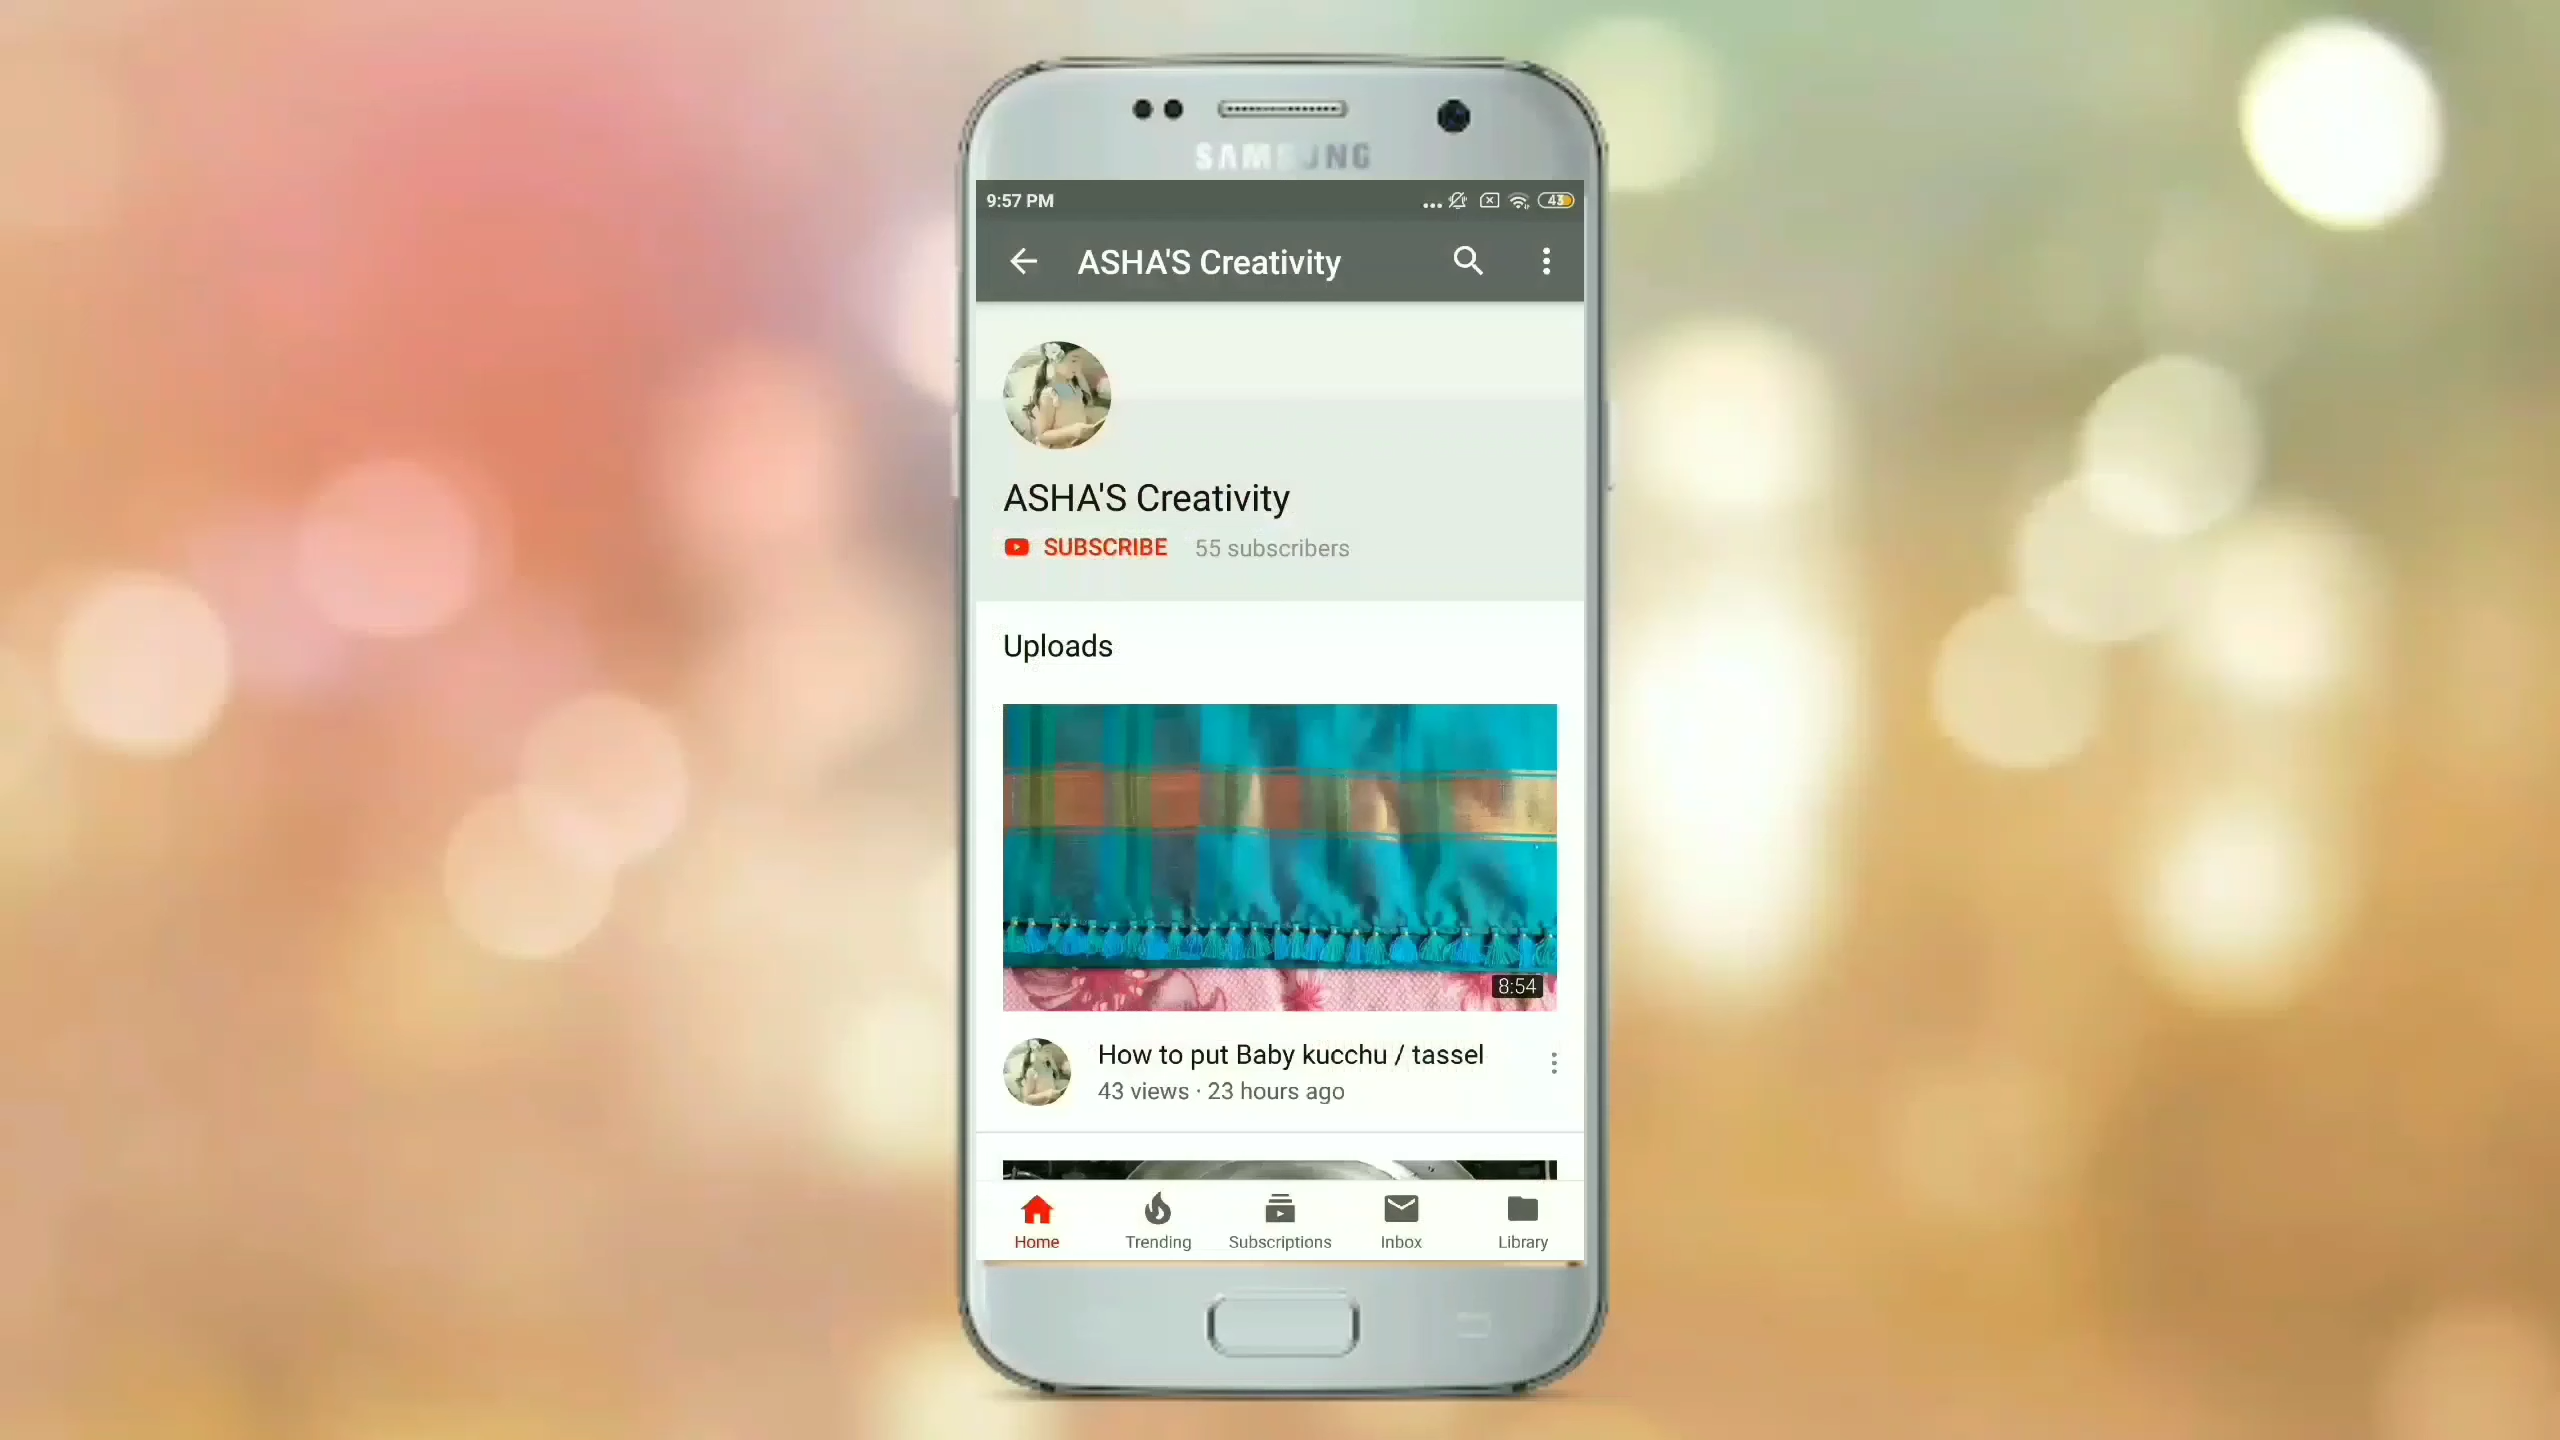 SAMSUNG
9:57 PM
43
ASHA'S Creativity
ASHA'S Creativity
SUBSCRIBE 55 subscribers
Uploads
8:54
How to put Baby kucchu / tassel
43 views · 23 hours ago
Home Trending Subscriptions Inbox Library